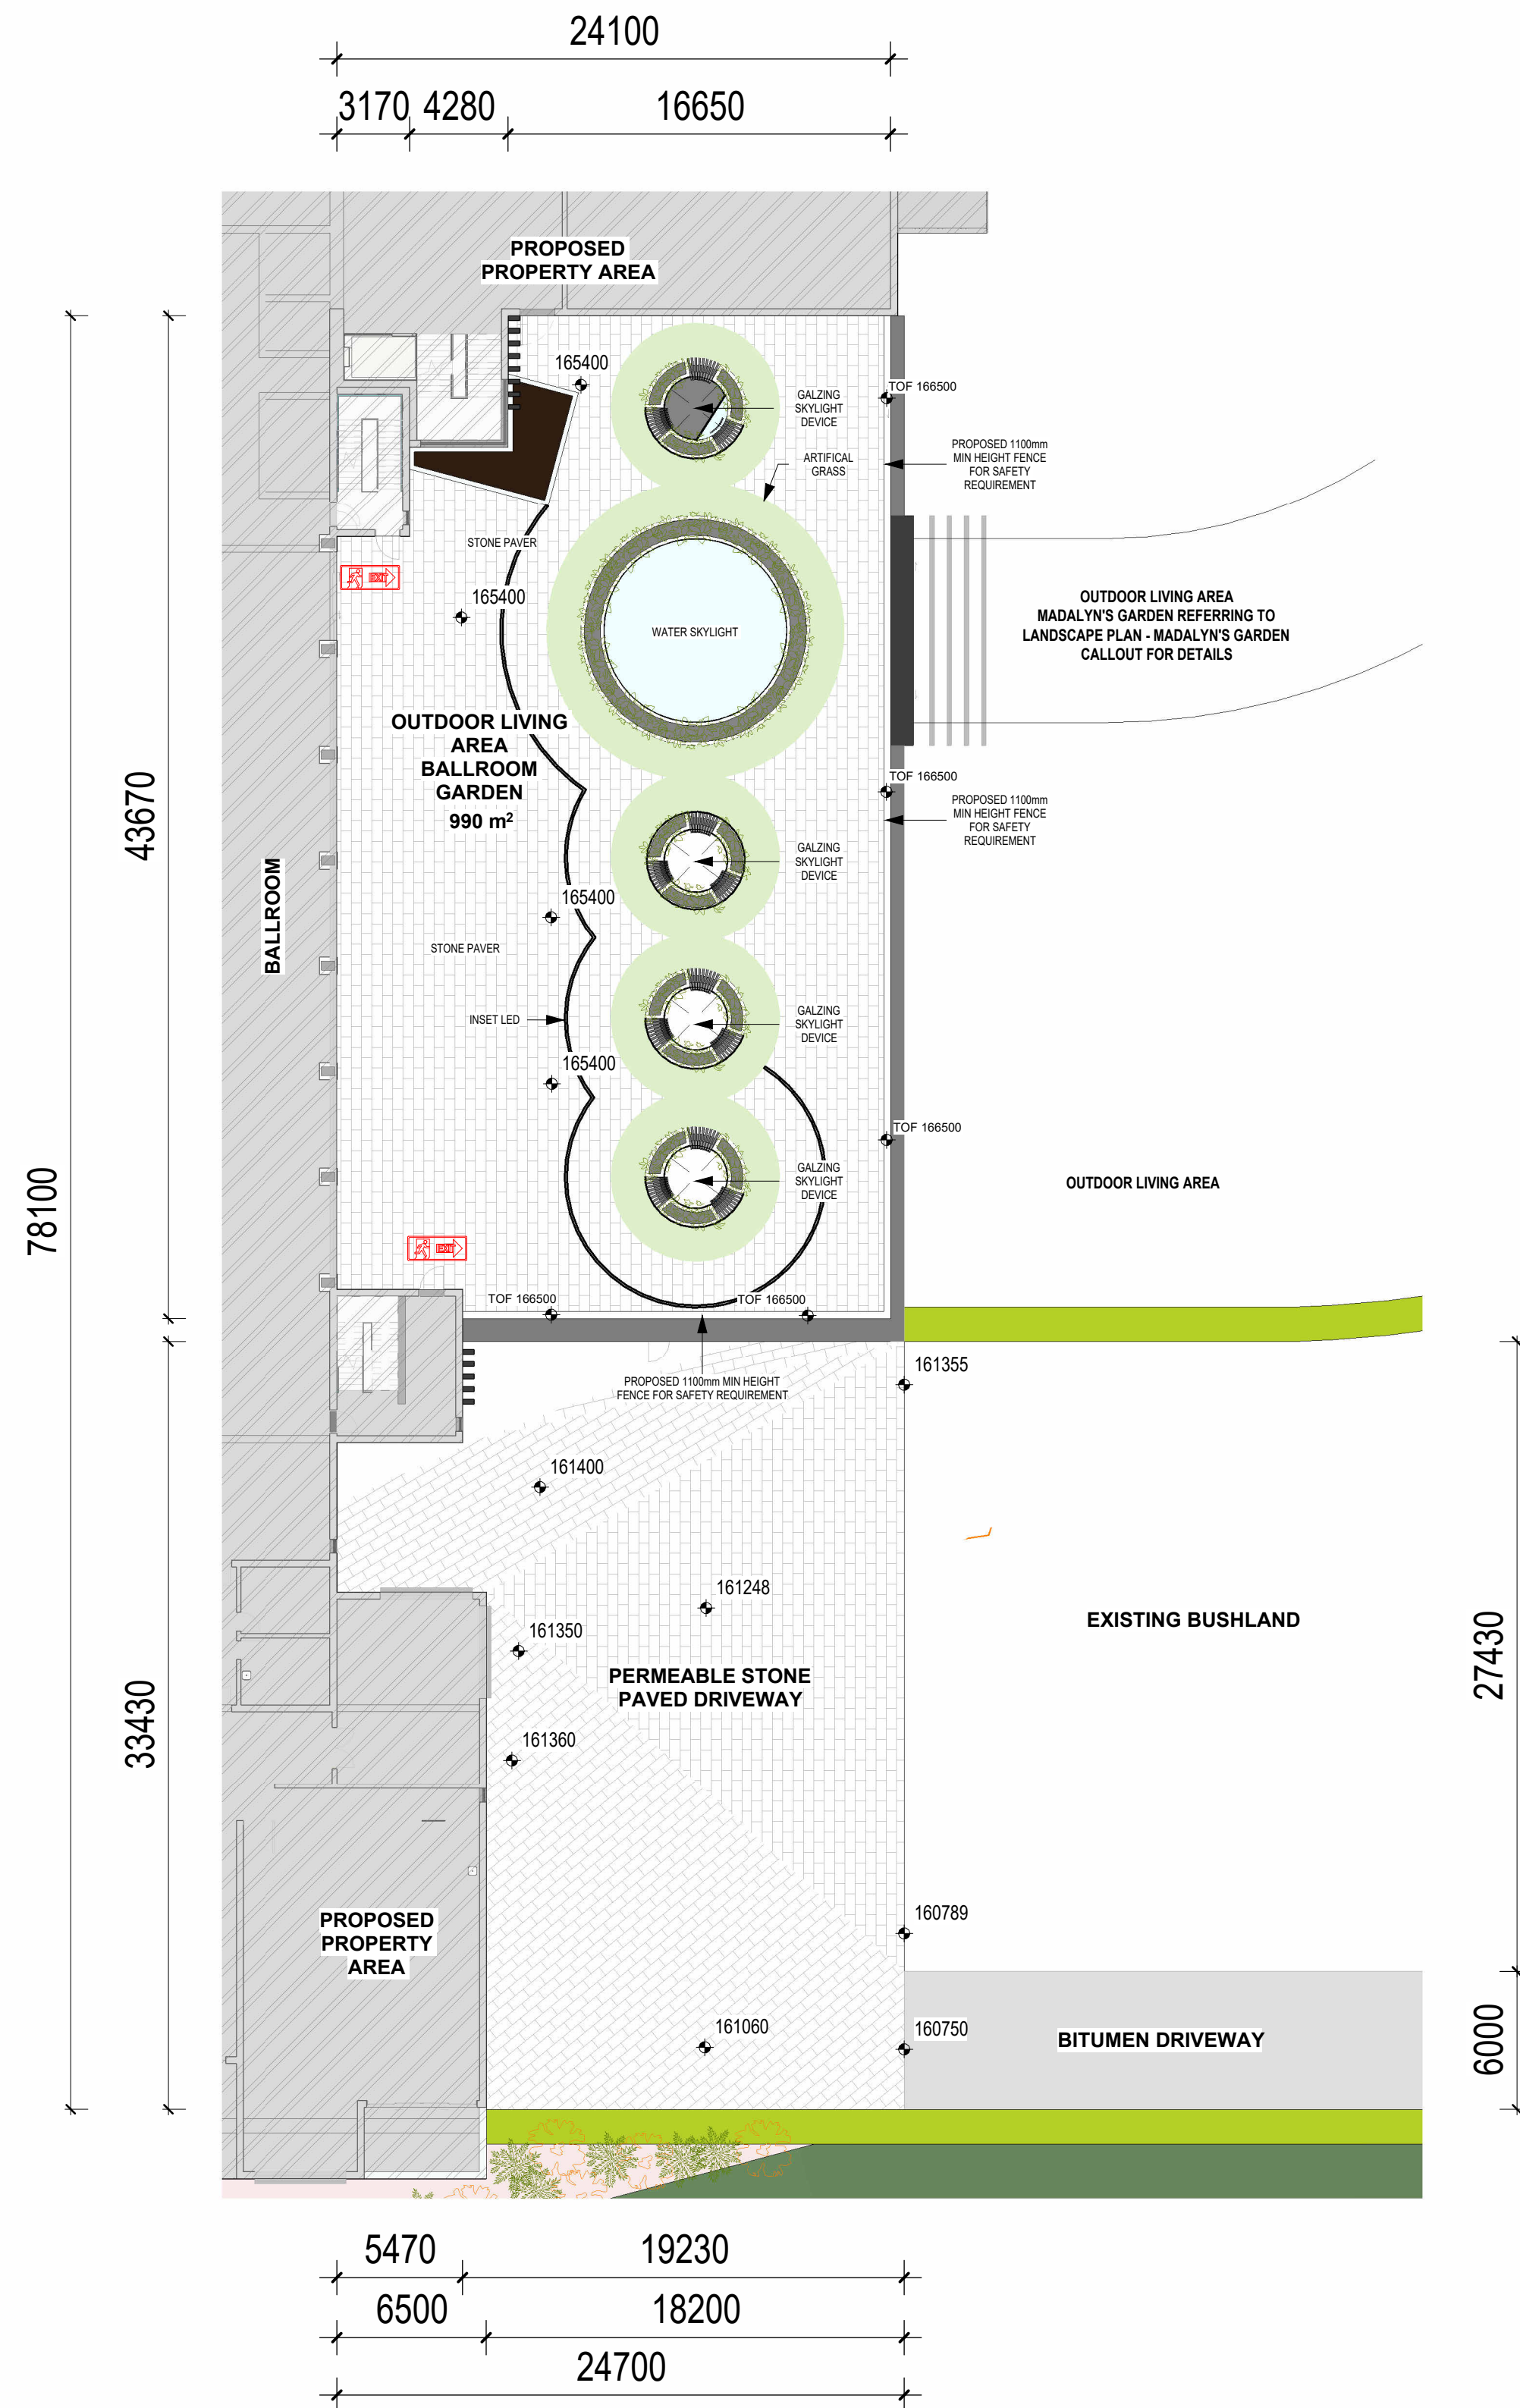 24100
3170 4280 16650
PROPOSED
PROPERTY AREA
165400
GALZING
SKYLIGHT
DEVICE
TOF 166500
ARTIFICAL
GRASS
PROPOSED 1100mm
MIN HEIGHT FENCE
FOR SAFETY
REQUIREMENT
STONE PAVER
EXIT
165400
WATER SKYLIGHT
OUTDOOR LIVING AREA
MADALYN'S GARDEN REFERRING TO
LANDSCAPE PLAN - MADALYN'S GARDEN
CALLOUT FOR DETAILS
OUTDOOR LIVING
AREA
BALLROOM
GARDEN
990 m²
TOF 166500
PROPOSED 1100mm
MIN HEIGHT FENCE
FOR SAFETY
REQUIREMENT
43670
BALLROOM
GALZING
SKYLIGHT
DEVICE
165400
STONE PAVER
INSET LED
GALZING
SKYLIGHT
DEVICE
165400
TOF 166500
GALZING
SKYLIGHT
DEVICE
OUTDOOR LIVING AREA
78100
EXIT
TOF 166500
TOF 166500
PROPOSED 1100mm MIN HEIGHT
FENCE FOR SAFETY REQUIREMENT
161355
161400
161248
161350
EXISTING BUSHLAND
27430
PERMEABLE STONE
PAVED DRIVEWAY
33430
161360
160789
PROPOSED
PROPERTY
AREA
161060
160750
BITUMEN DRIVEWAY
6000
5470 19230
6500 18200
24700